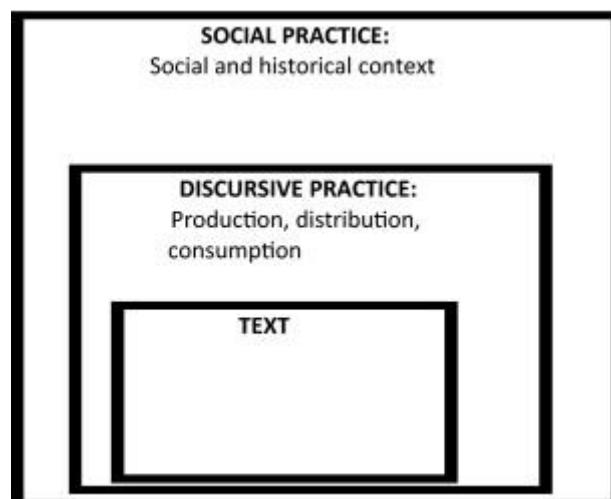 SOCIAL PRACTICE:
Social and historical context
DISCURSIVE PRACTICE:
Production, distribution,
consumption
TEXT